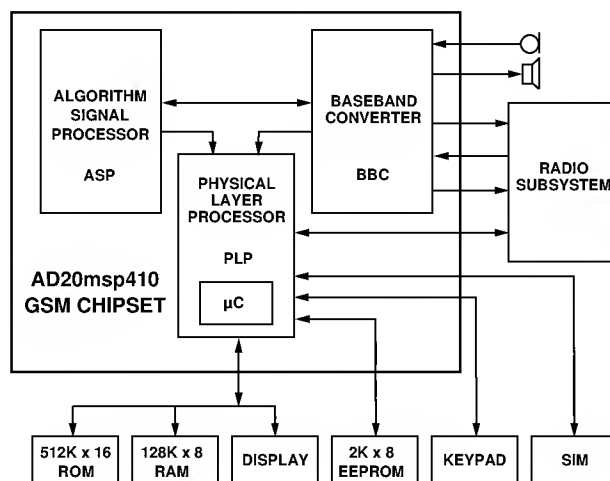 ALGORITHM
SIGNAL
PROCESSOR
ASP
BASEBAND
CONVERTER
BBC
RADIO
SUBSYSTEM
PHYSICAL
LAYER
PROCESSOR
PLP
µC
AD20msp410
GSM CHIPSET
512K x 16
ROM
128K x 8
RAM
DISPLAY
2K x 8
EEPROM
KEYPAD
SIM